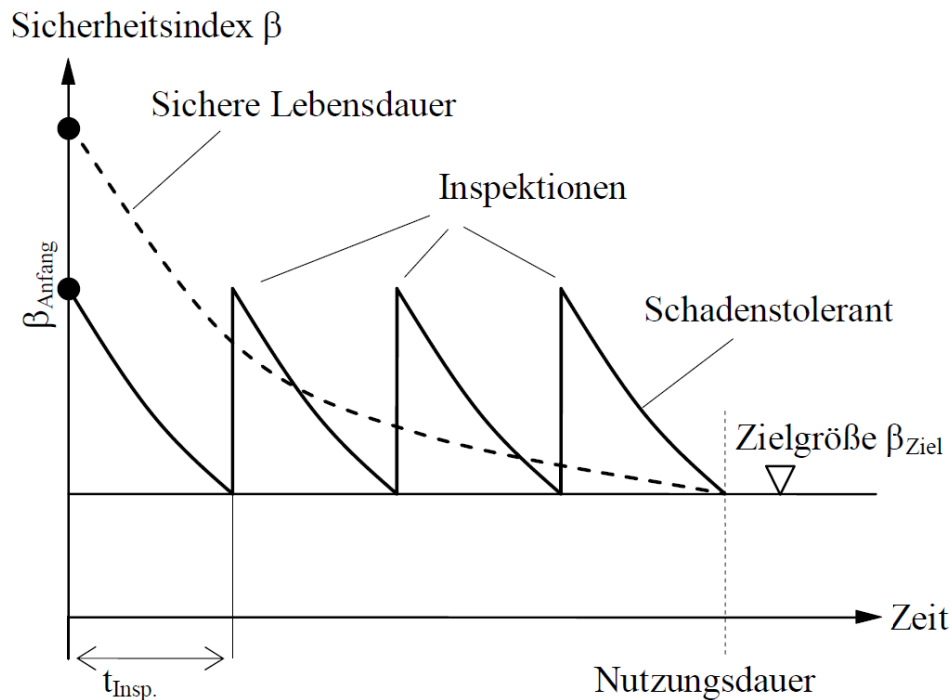 Sicherheitsindex β
Sichere Lebensdauer
Inspektionen
β_Anfang
Schadenstolerant
Zielgröße β_Ziel
Zeit
t_Insp.
Nutzungsdauer